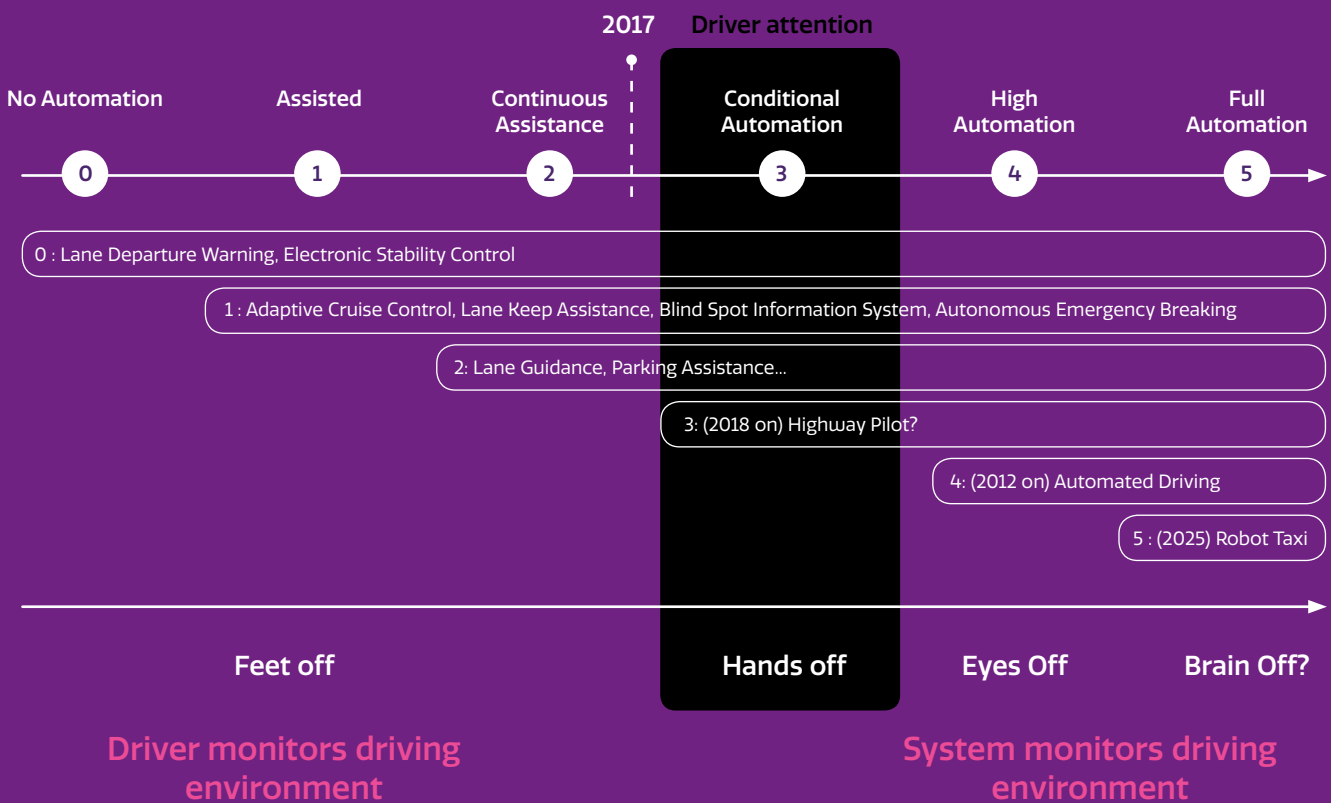 2017
Driver attention
No Automation
Assisted
Continuous
Assistance
Conditional
Automation
High
Automation
Full
Automation
0
1
2
3
4
5
0 : Lane Departure Warning, Electronic Stability Control
1 : Adaptive Cruise Control, Lane Keep Assistance, Blind Spot Information System, Autonomous Emergency Breaking
2: Lane Guidance, Parking Assistance...
3: (2018 on) Highway Pilot?
4: (2012 on) Automated Driving
5 : (2025) Robot Taxi
Feet off
Hands off
Eyes Off
Brain Off?
Driver monitors driving
environment
System monitors driving
environment